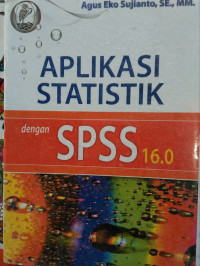 Agus Eko Sujianto, SE., MM.
APLIKASI
STATISTIK
dengan
SPSS 16.0